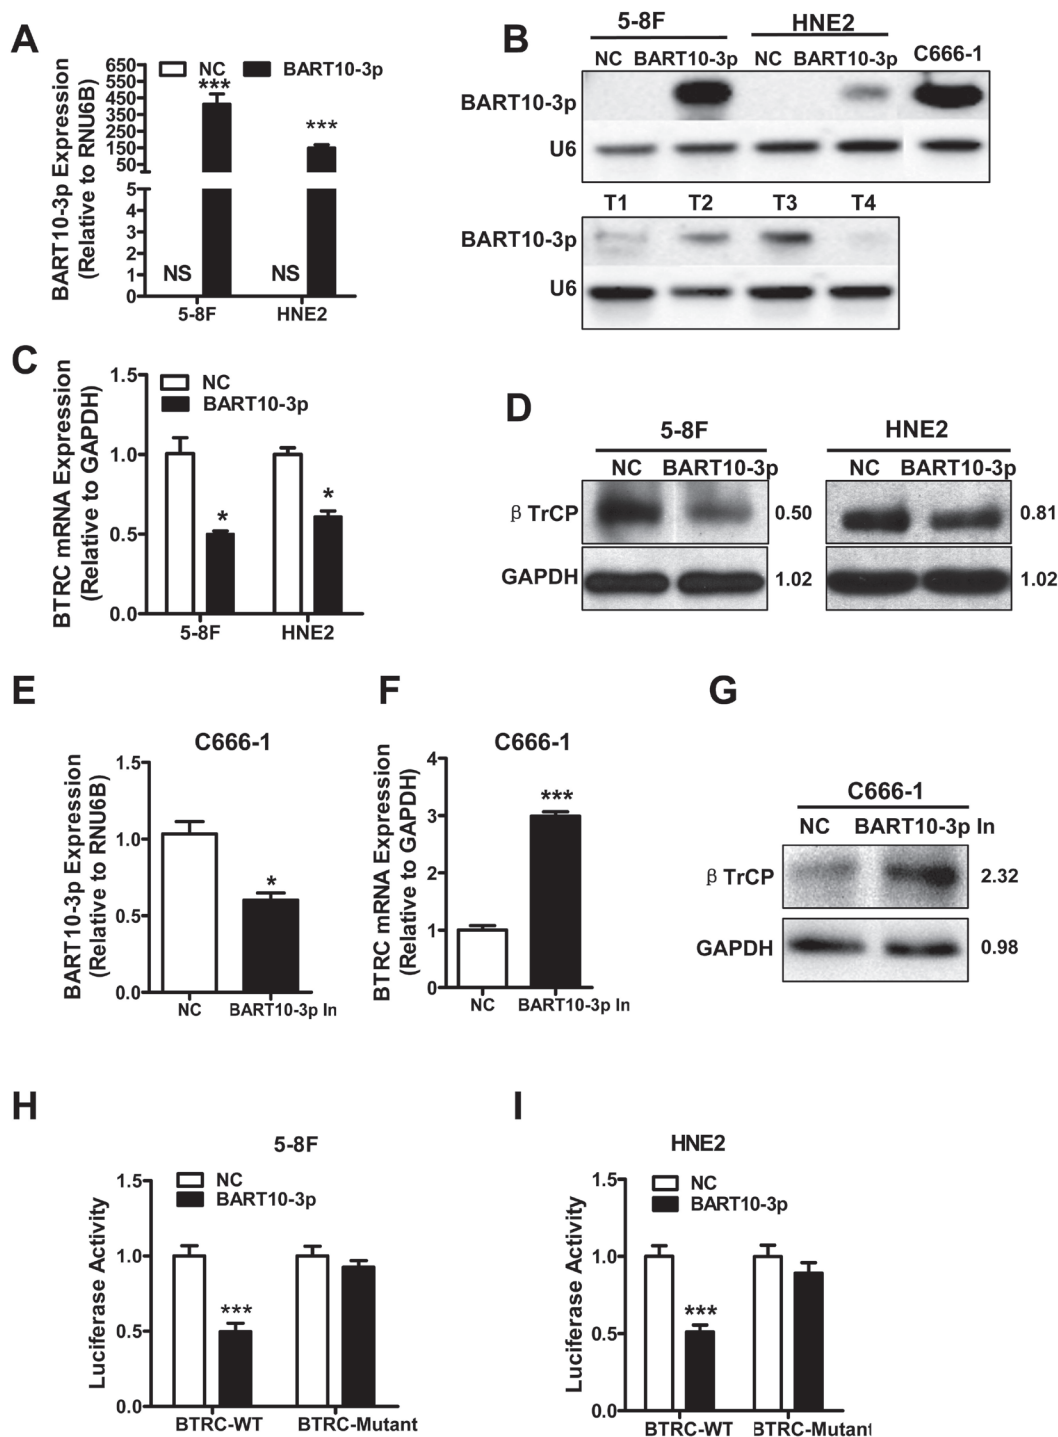 A
BART10-3p Expression
(Relative to RNU6B)
650
550
450
350
250
150
50
5
4
3
2
1
0
NC
BART10-3p
***
***
NS
NS
5-8F
HNE2
B
5-8F
HNE2
NC BART10-3p NC BART10-3p C666-1
BART10-3p
U6
T1 T2 T3 T4
BART10-3p
U6
C
BTRC mRNA Expression
(Relative to GAPDH)
1.5
1.0
0.5
0.0
NC
BART10-3p
*
*
5-8F
HNE2
D
5-8F
HNE2
NC BART10-3p NC BART10-3p
β TrCP 0.50 0.81
GAPDH 1.02 1.02
E
C666-1
BART10-3p Expression
(Relative to RNU6B)
1.5
1.0
0.5
0.0
*
NC BART10-3p In
F
C666-1
BTRC mRNA Expression
(Relative to GAPDH)
4
3
2
1
0
***
NC BART10-3p In
G
C666-1
NC BART10-3p In
β TrCP 2.32
GAPDH 0.98
H
5-8F
Luciferase Activity
1.5
1.0
0.5
0.0
NC
BART10-3p
***
BTRC-WT BTRC-Mutant
I
HNE2
Luciferase Activity
1.5
1.0
0.5
0.0
NC
BART10-3p
***
BTRC-WT BTRC-Mutant